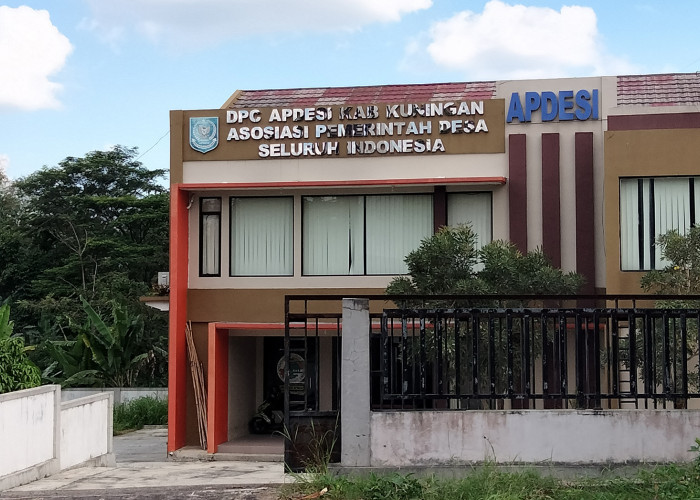 DPC APDESI KAB KUNINGAN
ASOSIASI PEMERINTAH DESA
SELURUH INDONESIA
APDESI